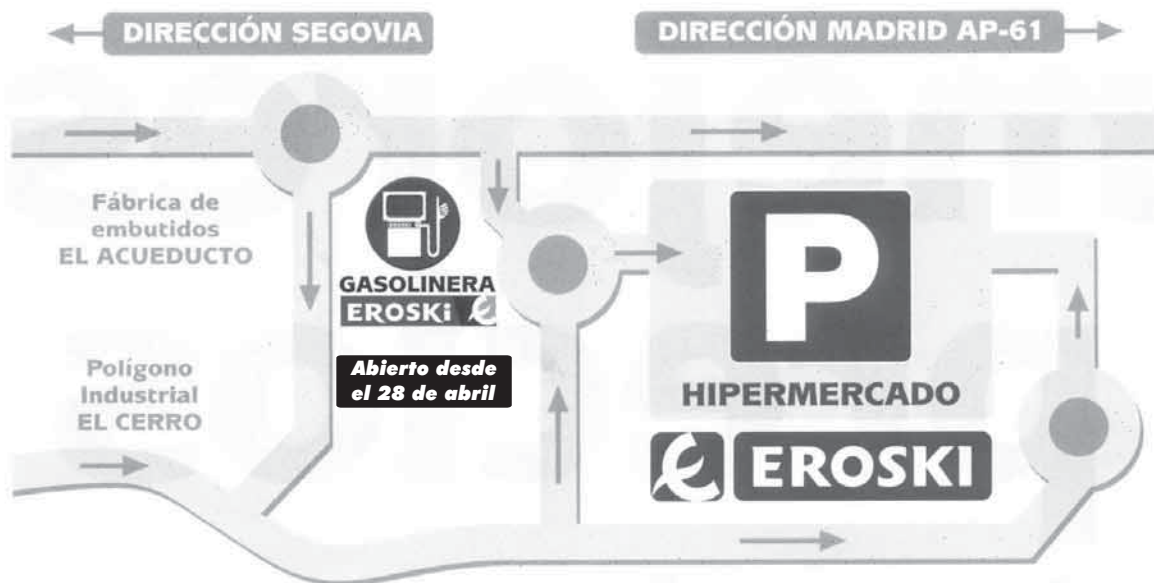 DIRECCIÓN SEGOVIA
DIRECCIÓN MADRID AP-61
Fábrica de
embutidos
EL ACUEDUCTO
GASOLINERA
EROSKi
Abierto desde
el 28 de abril
Polígono
Industrial
EL CERRO
P
HIPERMERCADO
EROSKI